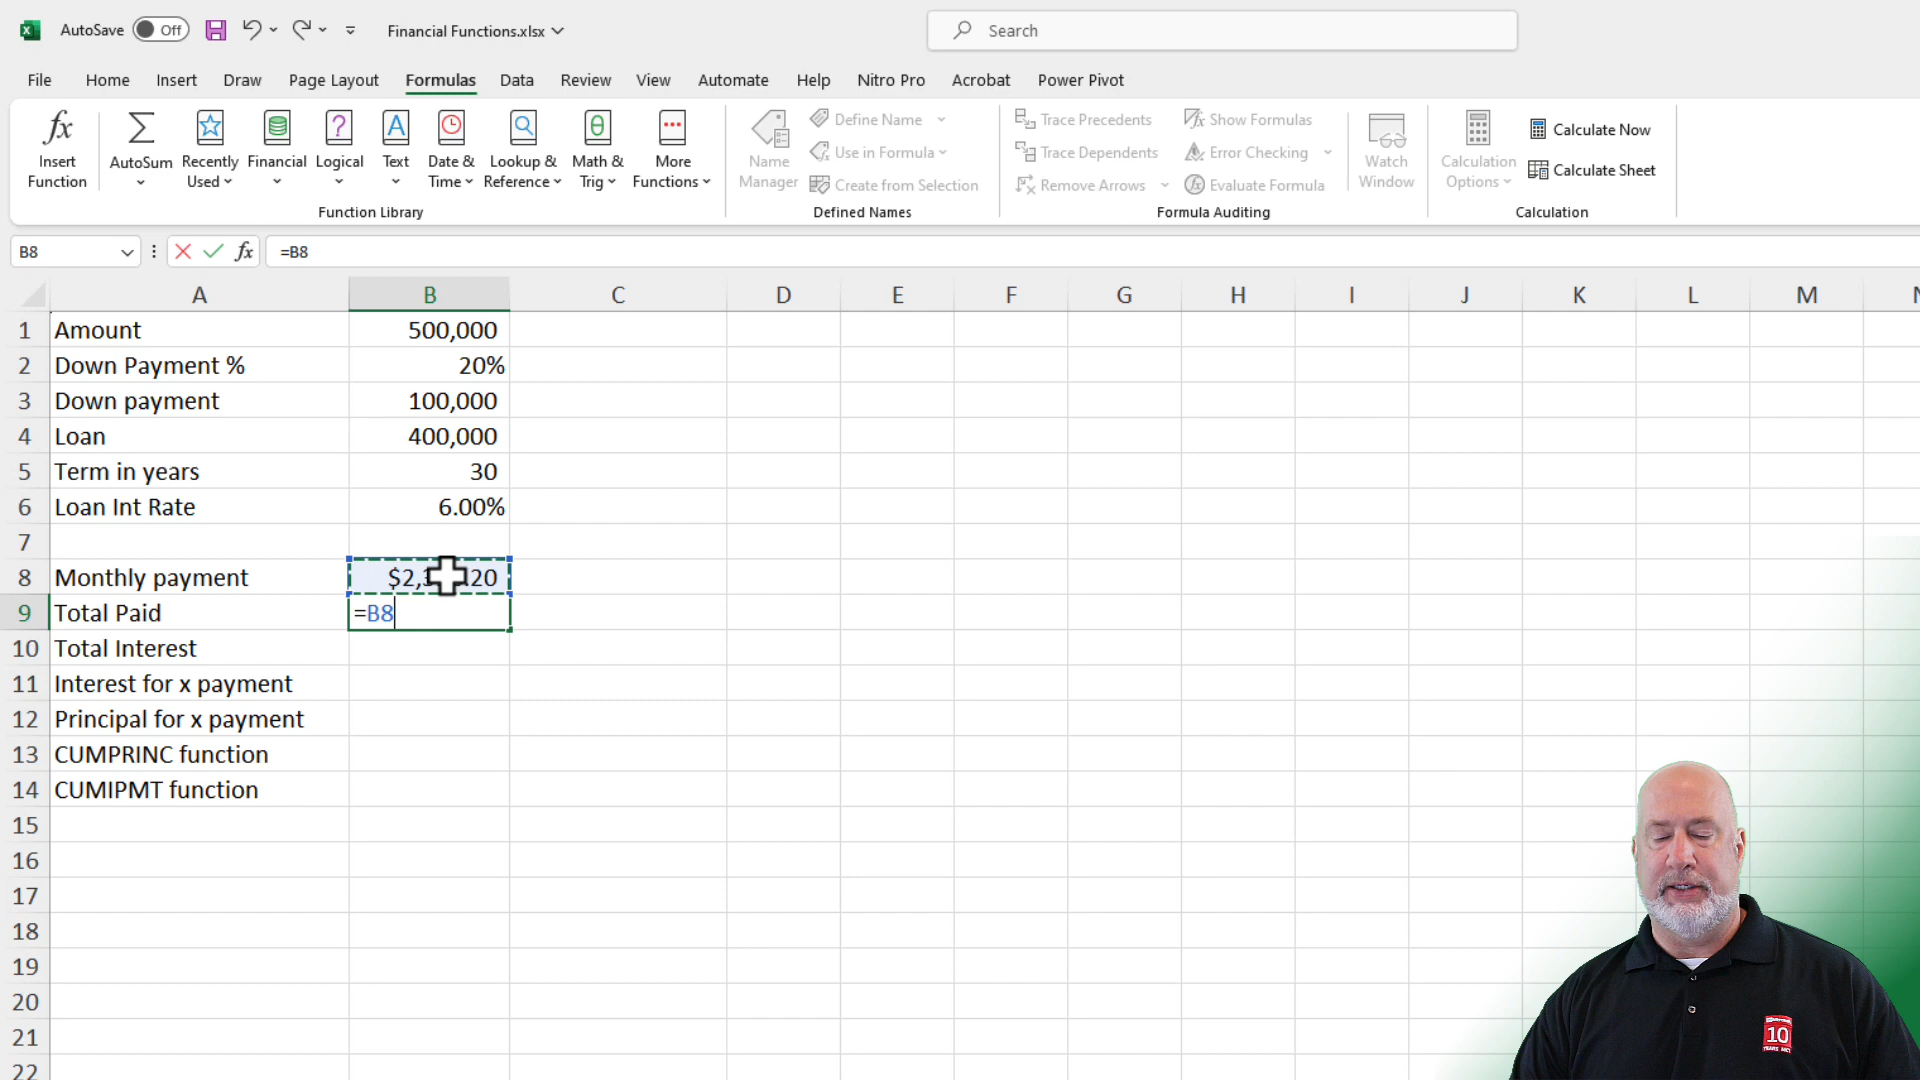 AutoSave Off Financial Functions.xlsx Search
File Home Insert Draw Page Layout Formulas Data Review View Automate Help Nitro Pro Acrobat Power Pivot
Insert Function
AutoSum
Recently Used
Financial
Logical
Text
Date & Time
Lookup & Reference
Math & Trig
More Functions
Function Library
Name Manager
Define Name
Use in Formula
Create from Selection
Defined Names
Trace Precedents
Trace Dependents
Remove Arrows
Show Formulas
Error Checking
Evaluate Formula
Formula Auditing
Watch Window
Calculation Options
Calculate Now
Calculate Sheet
Calculation
B8 fx =B8
A B C D E F G H I J K L M
1 Amount 500,000
2 Down Payment % 20%
3 Down payment 100,000
4 Loan 400,000
5 Term in years 30
6 Loan Int Rate 6.00%
7
8 Monthly payment
9 Total Paid =B8
10 Total Interest
11 Interest for x payment
12 Principal for x payment
13 CUMPRINC function
14 CUMIPMT function
15
16
17
18
19
20
21
22
10